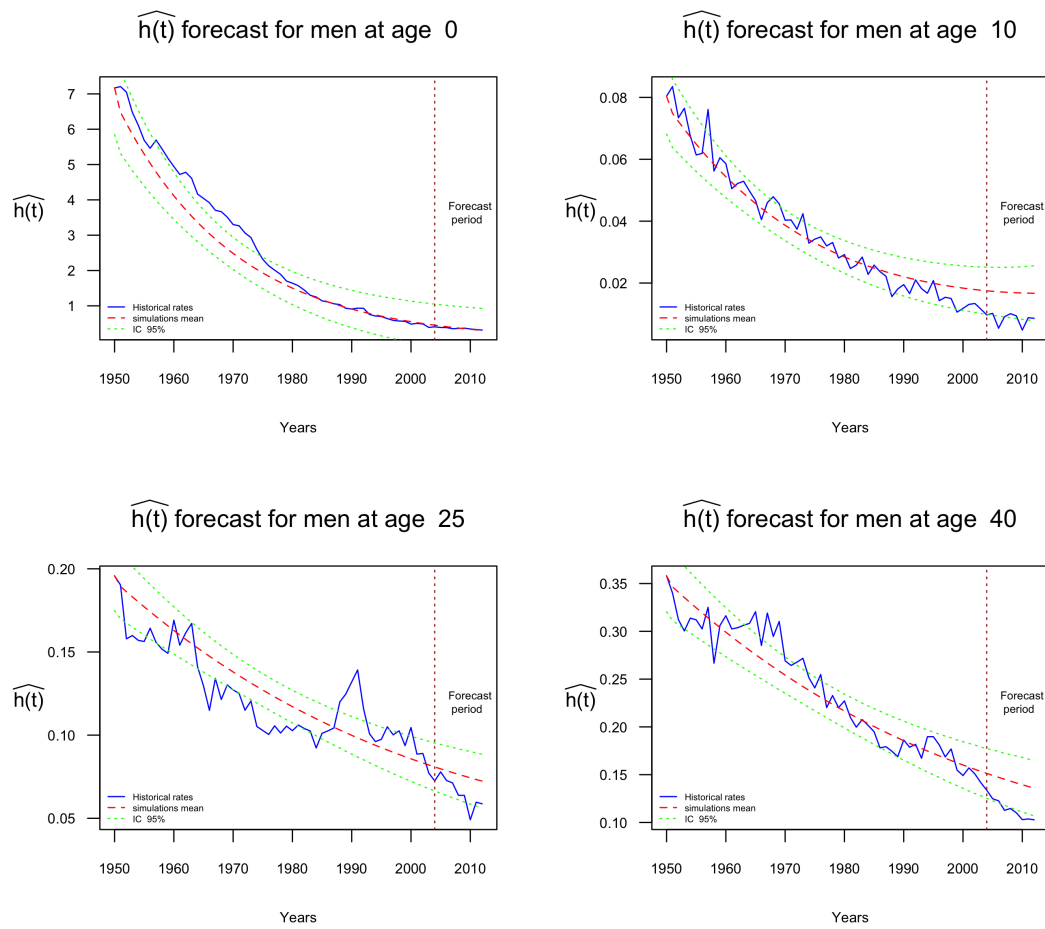 h(t) forecast for men at age 0
7
6
5
4
3
2
1
h(t)
Forecast
period
Historical rates
simulations mean
IC 95%
1950 1960 1970 1980 1990 2000 2010
Years
h(t) forecast for men at age 10
0.08
0.06
0.04
0.02
h(t)
Forecast
period
Historical rates
simulations mean
IC 95%
1950 1960 1970 1980 1990 2000 2010
Years
h(t) forecast for men at age 25
0.20
0.15
0.10
0.05
h(t)
Forecast
period
Historical rates
simulations mean
IC 95%
1950 1960 1970 1980 1990 2000 2010
Years
h(t) forecast for men at age 40
0.35
0.30
0.25
0.20
0.15
0.10
h(t)
Forecast
period
Historical rates
simulations mean
IC 95%
1950 1960 1970 1980 1990 2000 2010
Years